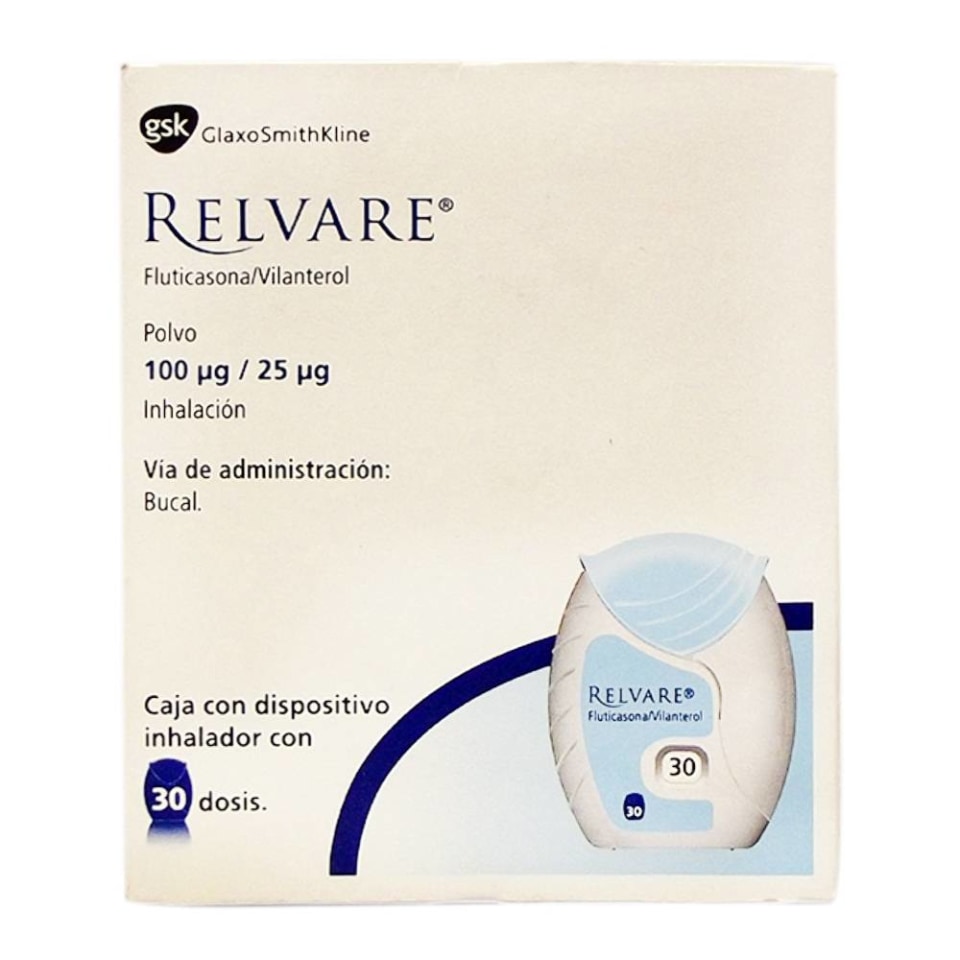 gsk GlaxoSmithKline
RELVARE®
Fluticasona/Vilanterol
Polvo
100 µg / 25 µg
Inhalación
Vía de administración:
Bucal.
Caja con dispositivo
inhalador con
30 dosis.
RELVARE®
Fluticasona/Vilanterol
30
30